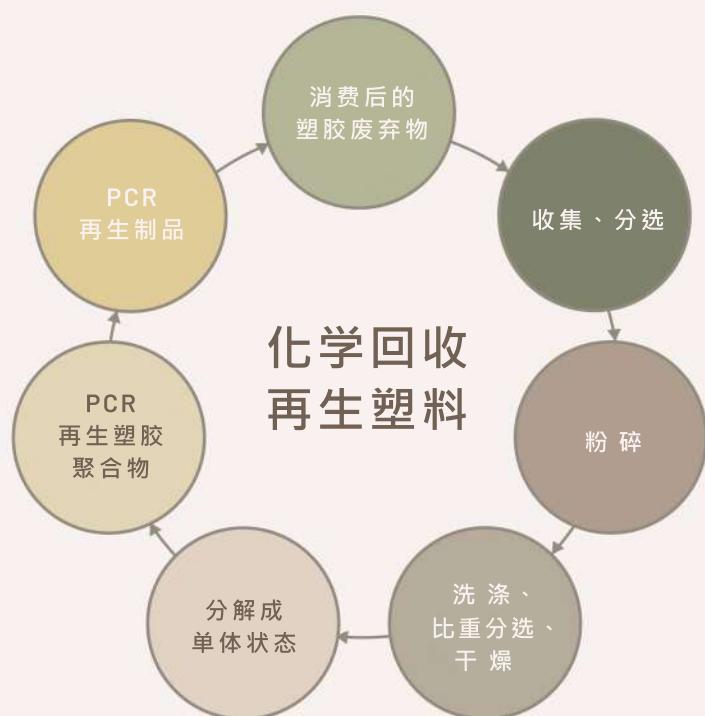 消费后的
塑胶废弃物
收集、分选
粉碎
洗涤、
比重分选、
干燥
分解成
单体状态
PCR
再生塑胶
聚合物
PCR
再生制品
化学回收
再生塑料